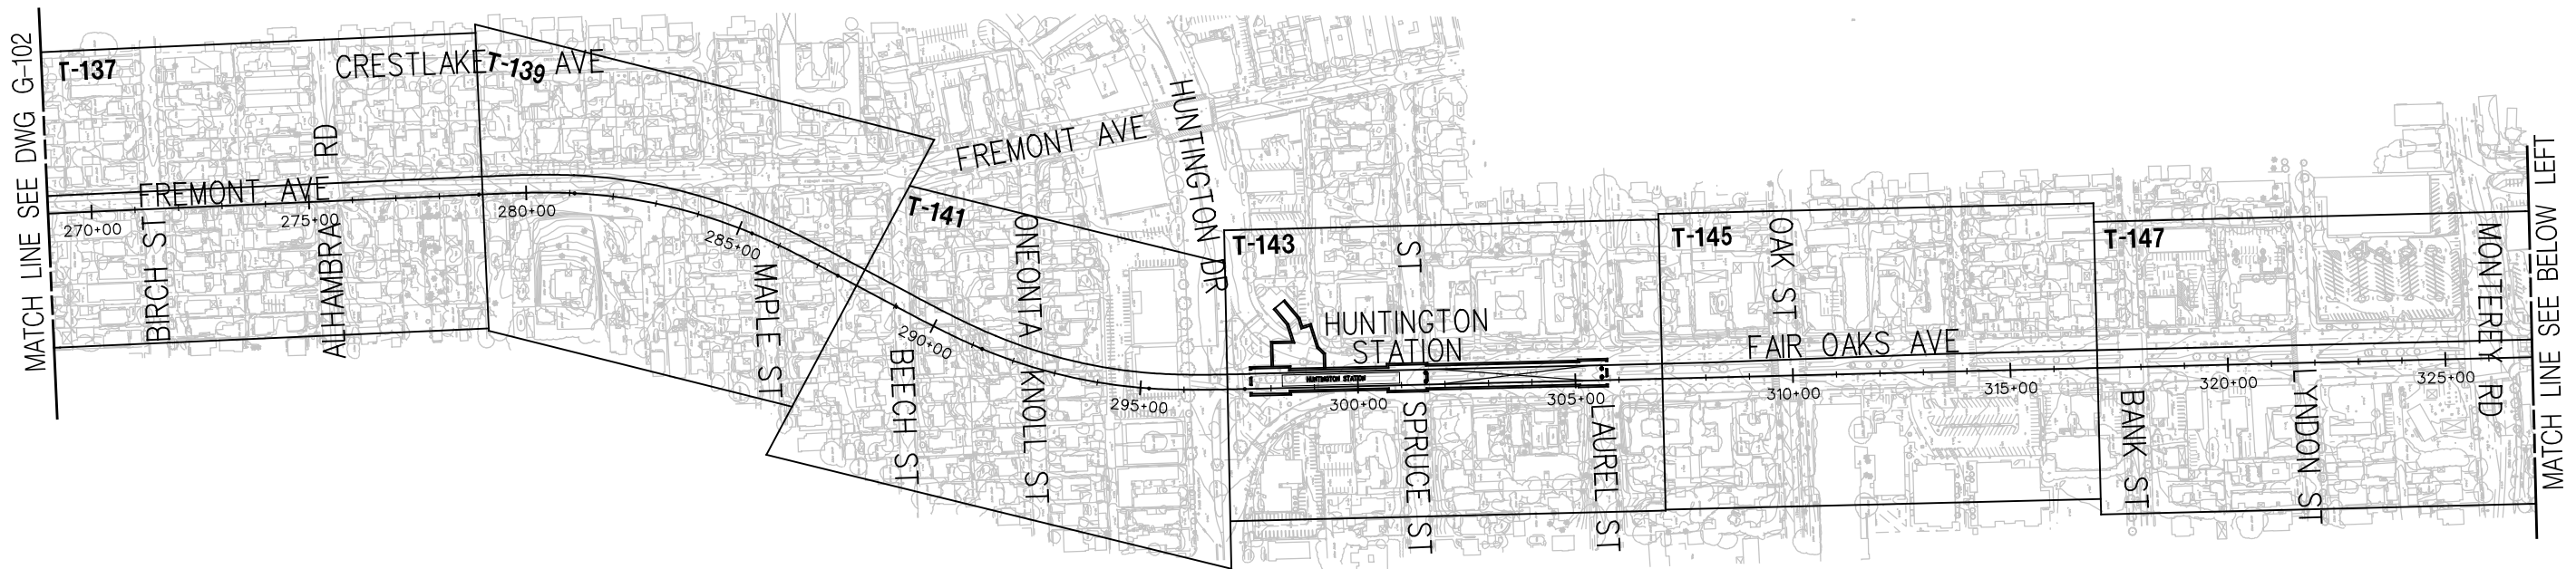 MATCH LINE SEE DWG G-102
T-137
CRESTLAKE AVE
T-139
FREMONT AVE
270+00
BIRCH ST
275+00
ALHAMBRA RD
280+00
285+00
MAPLE ST
FREMONT AVE
HUNTINGTON DR
T-141
290+00
BEECH ST
ONEONTA KNOLL ST
295+00
T-143
HUNTINGTON
STATION
HUNTINGTON STATION
300+00
SPRUCE ST
ST
305+00
LAUREL ST
T-145
OAK ST
FAIR OAKS AVE
310+00
315+00
T-147
BANK ST
320+00
LYNDON ST
325+00
MONTEREY RD
MATCH LINE SEE BELOW LEFT